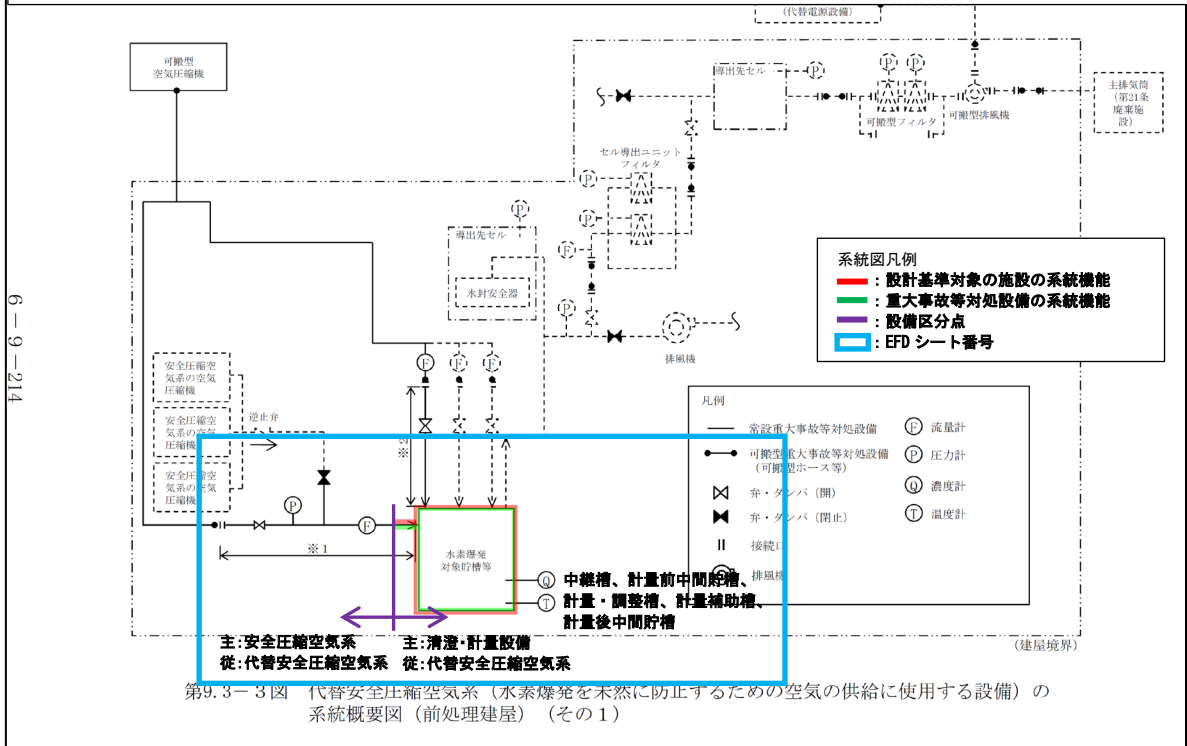 （代替電源設備）
可搬型
空気圧縮機
導出先セル
P
P
P
主排気筒
（第21条
廃棄施
設）
可搬型フィルタ
可搬型排風機
セル導出ユニット
フィルタ
P
P
P
導出先セル
F
水封安全器
P
排風機
系統図凡例
：設計基準対象の施設の系統機能
：重大事故等対処設備の系統機能
：設備区分点
：EFD シート番号
6－9－214
安全圧縮空
気系の空気
圧縮機
安全圧縮空
気系の空気
圧縮機
安全圧縮空
気系の空気
圧縮機
逆止弁
F
F
F
※2
P
F
※1
水素爆発
対象貯槽等
Q
T
中継槽、計量前中間貯槽、
計量・調整槽、計量補助槽、
計量後中間貯槽
凡例
常設重大事故等対処設備
可搬型重大事故等対処設備
（可搬型ホース等）
弁・ダンパ（開）
弁・ダンパ（閉止）
接続口
排風機
F 流量計
P 圧力計
Q 濃度計
T 温度計
主：安全圧縮空気系
従：代替安全圧縮空気系
主：清澄・計量設備
従：代替安全圧縮空気系
（建屋境界）
第9.3－3図 代替安全圧縮空気系（水素爆発を未然に防止するための空気の供給に使用する設備）の
系統概要図（前処理建屋）（その１）